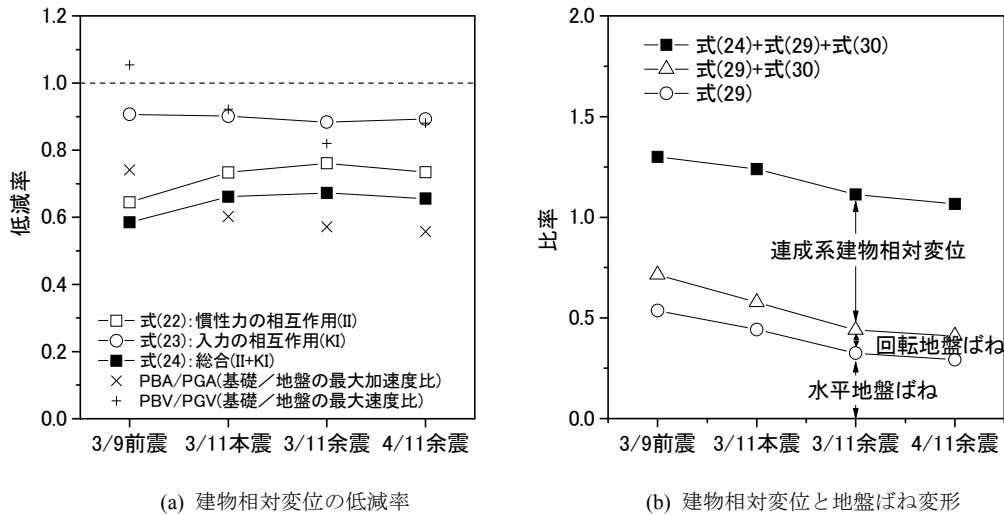 1.2
1.0
0.8
0.6
0.4
0.2
0.0
低減率
式(22):慣性力の相互作用(II)
式(23):入力の相互作用(KI)
式(24):総合(II+KI)
PBA/PGA(基礎／地盤の最大加速度比)
PBV/PGV(基礎／地盤の最大速度比)
3/9前震 3/11本震 3/11余震 4/11余震
(a) 建物相対変位の低減率
2.0
1.5
1.0
0.5
0.0
比率
式(24)+式(29)+式(30)
式(29)+式(30)
式(29)
連成系建物相対変位
回転地盤ばね
水平地盤ばね
3/9前震 3/11本震 3/11余震 4/11余震
(b) 建物相対変位と地盤ばね変形